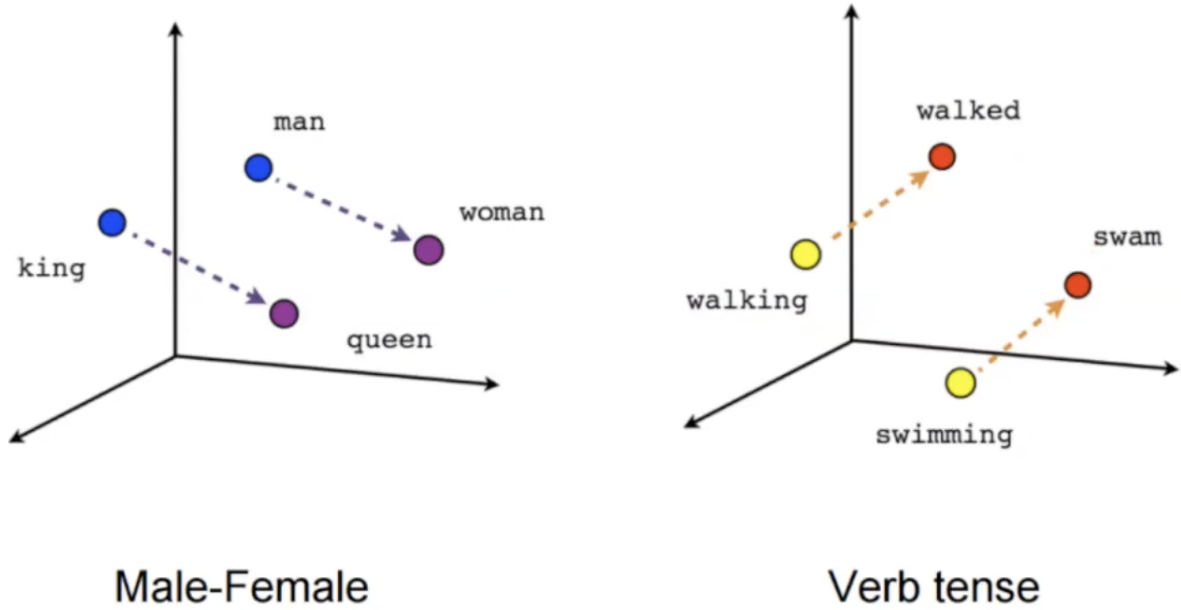 man
woman
king
queen
walked
swam
walking
swimming
Male-Female
Verb tense